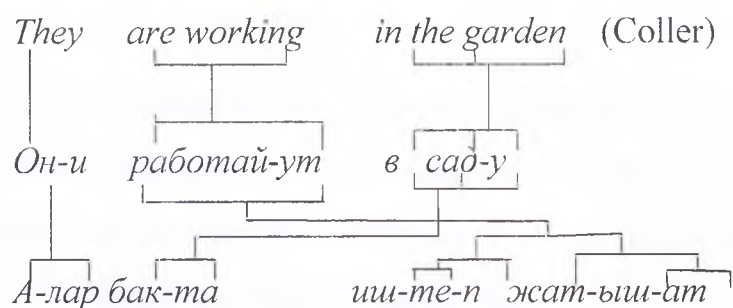 They are working in the garden (Coller)
Он-и работай-ут в сад-у
А-лар бак-та иш-те-п жат-ыш-ат